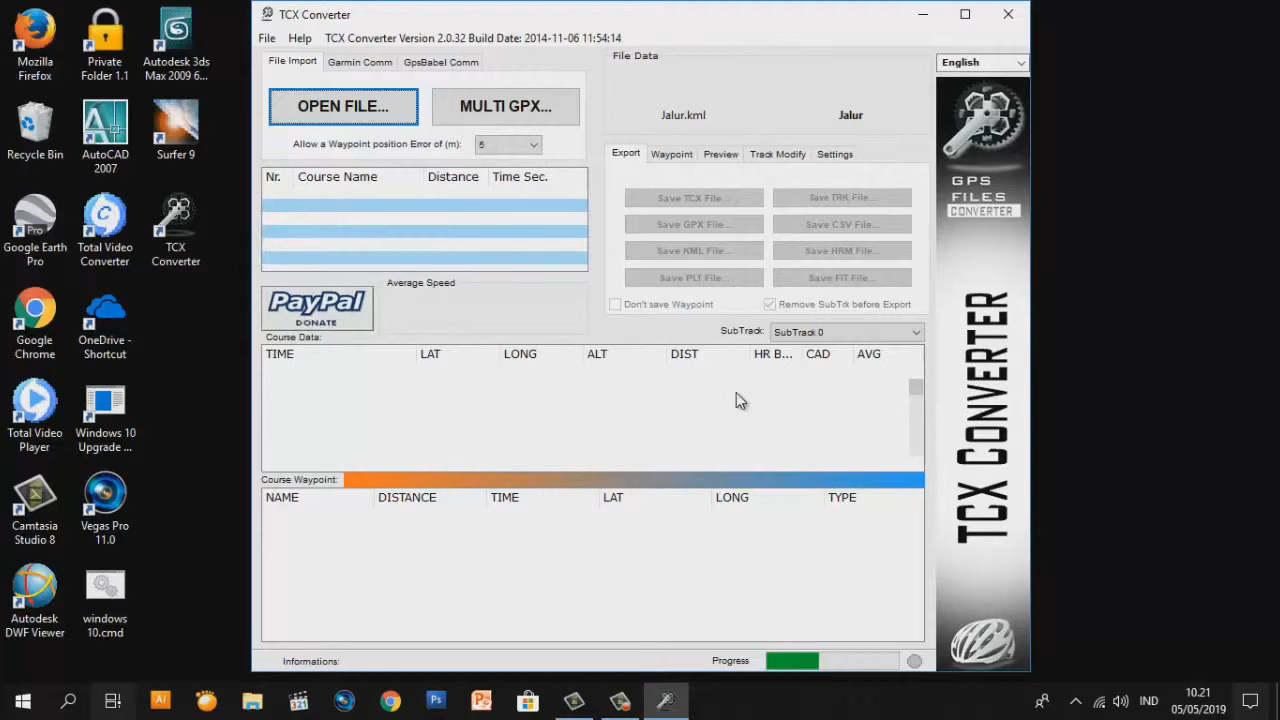 Mozilla
Firefox
Private
Folder 1.1
Autodesk 3ds
Max 2009 6...
Recycle Bin
AutoCAD
2007
Surfer 9
Pro
Google Earth
Pro
Total Video
Converter
TCX
Converter
Google
Chrome
OneDrive -
Shortcut
Total Video
Player
Windows 10
Upgrade ...
Camtasia
Studio 8
Vegas Pro
11.0
Autodesk
DWF Viewer
windows
10.cmd
TCX Converter
File Help TCX Converter Version 2.0.32 Build Date: 2014-11-06 11:54:14
File Import Garmin Comm GpsBabel Comm
OPEN FILE... MULTI GPX...
Allow a Waypoint position Error of (m): 5
File Data
Jalur.kml Jalur
English
Nr. Course Name Distance Time Sec.
Export Waypoint Preview Track Modify Settings
Save TCX File... Save TRK File...
Save GPX File... Save CSV File...
Save KML File... Save HRM File...
Save PLT File... Save FIT File...
Don't save Waypoint Remove SubTrk before Export
PayPal
DONATE
Average Speed
SubTrack: SubTrack 0
Course Data:
TIME LAT LONG ALT DIST HR B... CAD AVG
Course Waypoint:
NAME DISTANCE TIME LAT LONG TYPE
Informations: Progress
GPS
FILES
CONVERTER
TCX CONVERTER
Ai
321
Ps
P
IND
10.21
05/05/2019